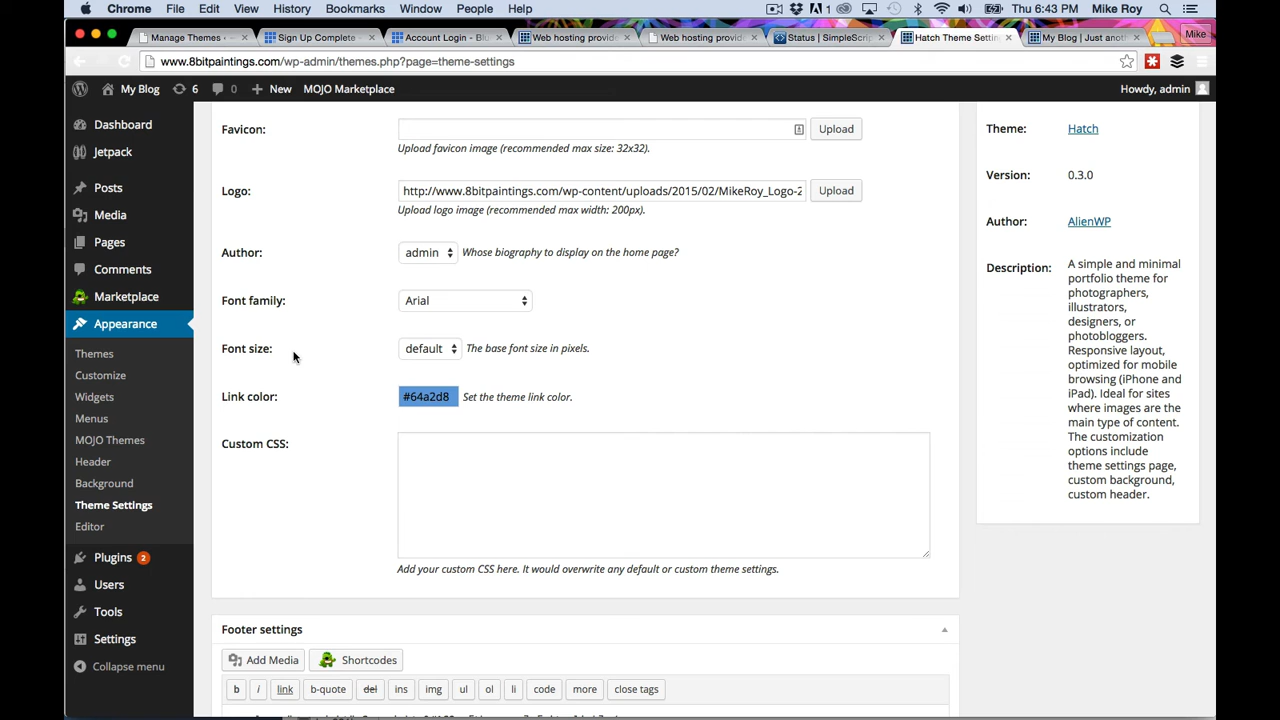 Chrome File Edit View History Bookmarks Window People Help 1 Thu 6:43 PM Mike Roy
Manage Themes ‹ Sign Up Complete – Account Login - B Web hosting provide Web hosting provide Status | SimpleScrip Hatch Theme Settin My Blog | Just anoth Mike
www.8bitpaintings.com/wp-admin/themes.php?page=theme-settings
My Blog 6 0 + New MOJO Marketplace Howdy, admin
Dashboard
Jetpack
Posts
Media
Pages
Comments
Marketplace
Appearance
Themes
Customize
Widgets
Menus
MOJO Themes
Header
Background
Theme Settings
Editor
Plugins 2
Users
Tools
Settings
Collapse menu
Favicon: Upload
Upload favicon image (recommended max size: 32x32).
Logo: http://www.8bitpaintings.com/wp-content/uploads/2015/02/MikeRoy_Logo-2 Upload
Upload logo image (recommended max width: 200px).
Author: admin Whose biography to display on the home page?
Font family: Arial
Font size: default The base font size in pixels.
Link color: #64a2d8 Set the theme link color.
Custom CSS:
Add your custom CSS here. It would overwrite any default or custom theme settings.
Footer settings
Add Media Shortcodes
b i link b-quote del ins img ul ol li code more close tags
Theme: Hatch
Version: 0.3.0
Author: AlienWP
Description: A simple and minimal
portfolio theme for
photographers,
illustrators,
designers, or
photobloggers.
Responsive layout,
optimized for mobile
browsing (iPhone and
iPad). Ideal for sites
where images are the
main type of content.
The customization
options include
theme settings page,
custom background,
custom header.